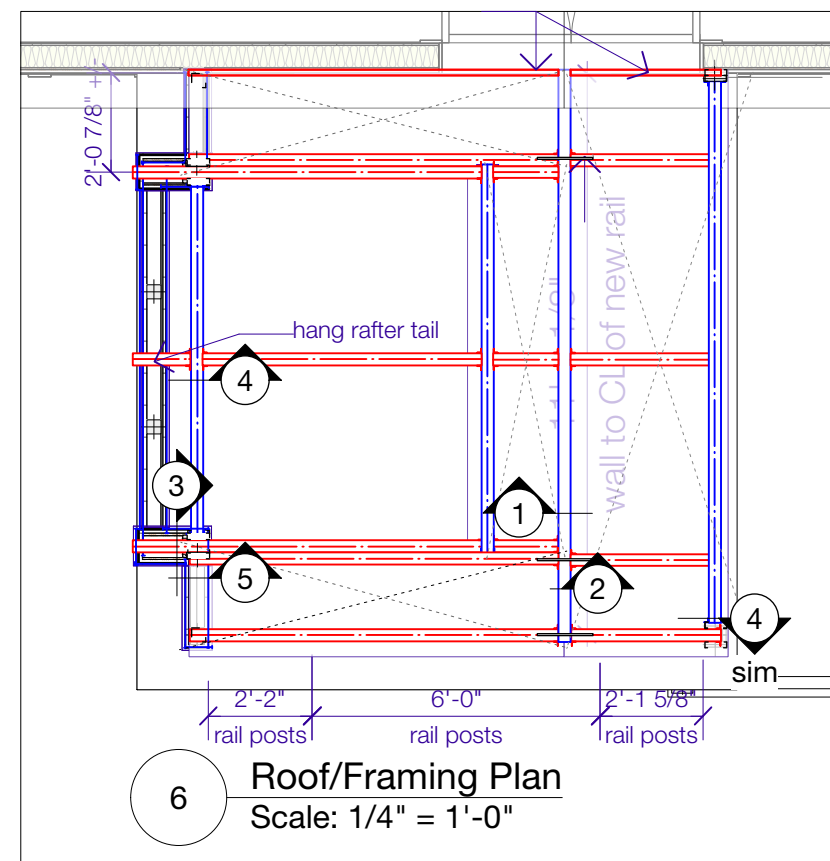 2'-0 7/8" +/-
wall to CL of new rail
hang rafter tail
4
3
1
5
2
4
sim
2'-2"
6'-0"
2'-1 5/8"
rail posts
rail posts
rail posts
6
Roof/Framing Plan
Scale: 1/4" = 1'-0"